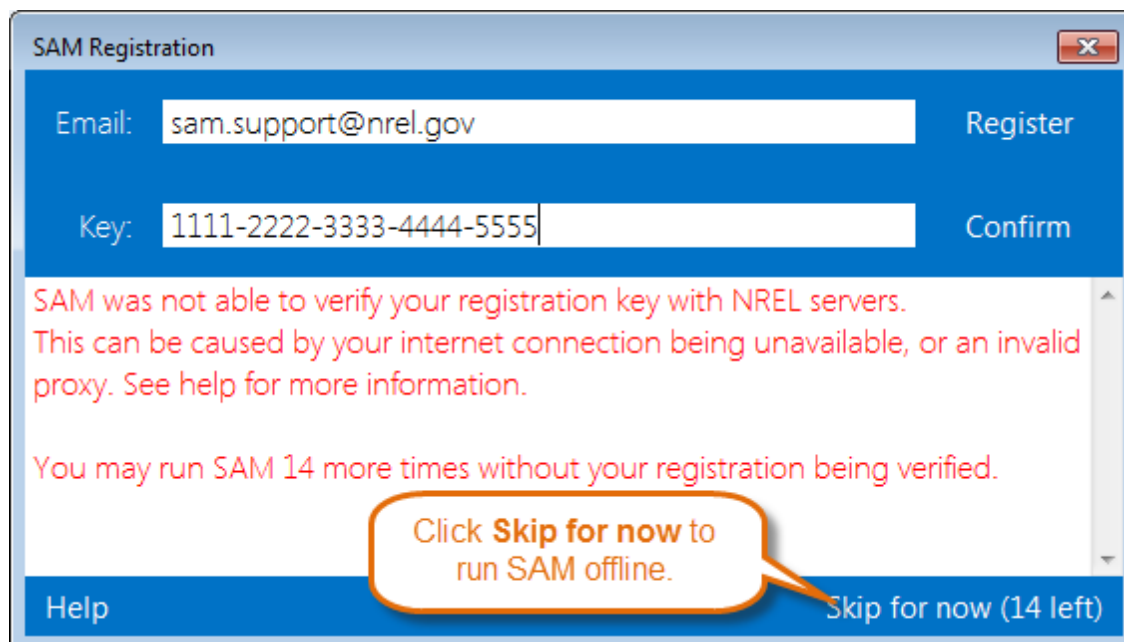 SAM Registration
Email: sam.support@nrel.gov Register
Key: 1111-2222-3333-4444-5555 Confirm
SAM was not able to verify your registration key with NREL servers.
This can be caused by your internet connection being unavailable, or an invalid
proxy. See help for more information.
You may run SAM 14 more times without your registration being verified.
Click Skip for now to
run SAM offline.
Help Skip for now (14 left)